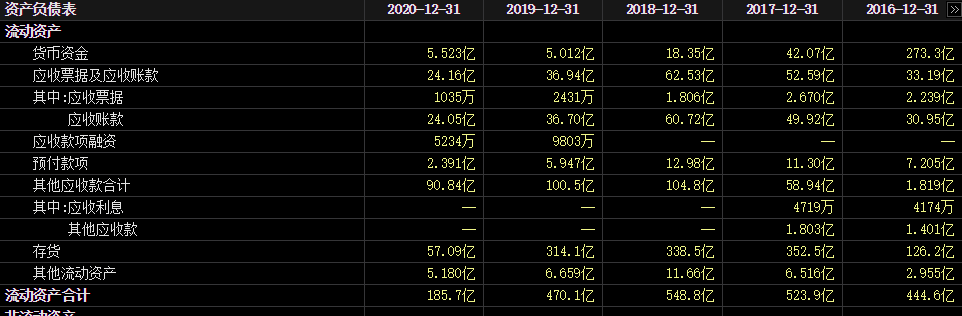 资产负债表 2020-12-31 2019-12-31 2018-12-31 2017-12-31 2016-12-31 >>
流动资产
货币资金 5.523亿 5.012亿 18.35亿 42.07亿 273.3亿
应收票据及应收账款 24.16亿 36.94亿 62.53亿 52.59亿 33.19亿
其中:应收票据 1035万 2431万 1.806亿 2.670亿 2.239亿
应收账款 24.05亿 36.70亿 60.72亿 49.92亿 30.95亿
应收款项融资 5234万 9803万 — — —
预付款项 2.391亿 5.947亿 12.98亿 11.30亿 7.205亿
其他应收款合计 90.84亿 100.5亿 104.8亿 58.94亿 1.819亿
其中:应收利息 — — — 4719万 4174万
其他应收款 — — — 1.803亿 1.401亿
存货 57.09亿 314.1亿 338.5亿 352.5亿 126.2亿
其他流动资产 5.180亿 6.659亿 11.66亿 6.516亿 2.955亿
流动资产合计 185.7亿 470.1亿 548.8亿 523.9亿 444.6亿
非流动资产